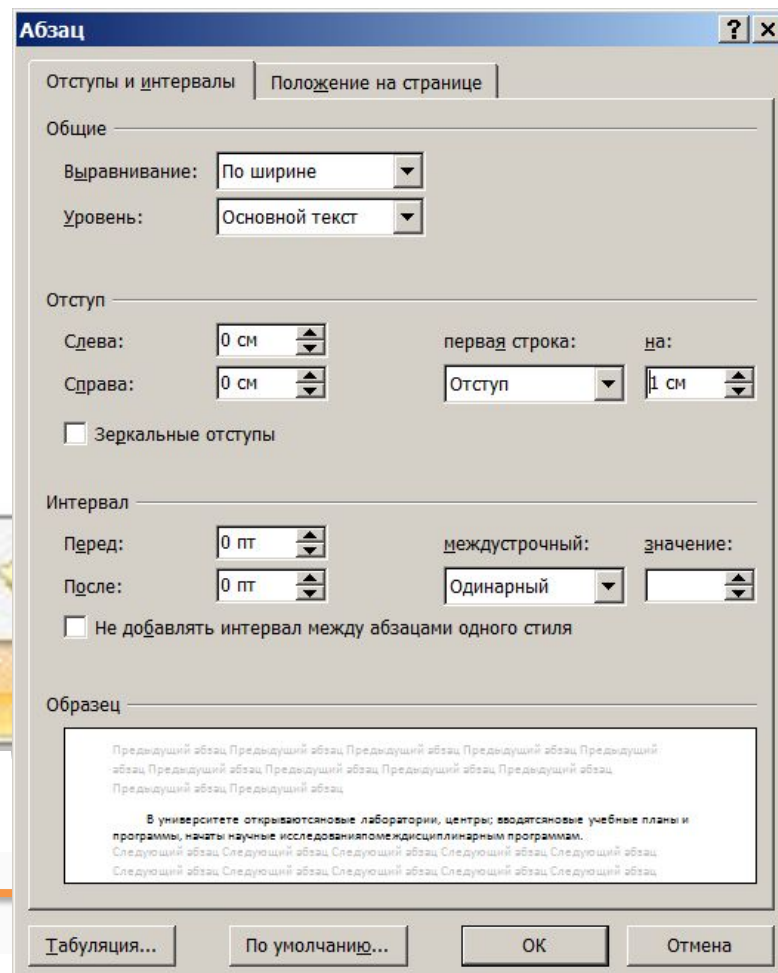 Абзац
Отступы и интервалы Положение на странице
Общие
Выравнивание: По ширине
Уровень: Основной текст
Отступ
Слева: 0 см первая строка: на:
Справа: 0 см Отступ 1 см
Зеркальные отступы
Интервал
Перед: 0 пт междустрочный: значение:
После: 0 пт Одинарный
Не добавлять интервал между абзацами одного стиля
Образец
Предыдущий абзац Предыдущий абзац Предыдущий абзац Предыдущий абзац Предыдущий
абзац Предыдущий абзац Предыдущий абзац Предыдущий абзац Предыдущий абзац
Предыдущий абзац Предыдущий абзац
В университете открываютсяновые лаборатории, центры; вводятсяновые учебные планы и
программы, начаты научные исследованияпомеждисциплинарным программам.
Следующий абзац Следующий абзац Следующий абзац Следующий абзац Следующий абзац
Следующий абзац Следующий абзац Следующий абзац Следующий абзац Следующий абзац
Табуляция... По умолчанию... ОК Отмена